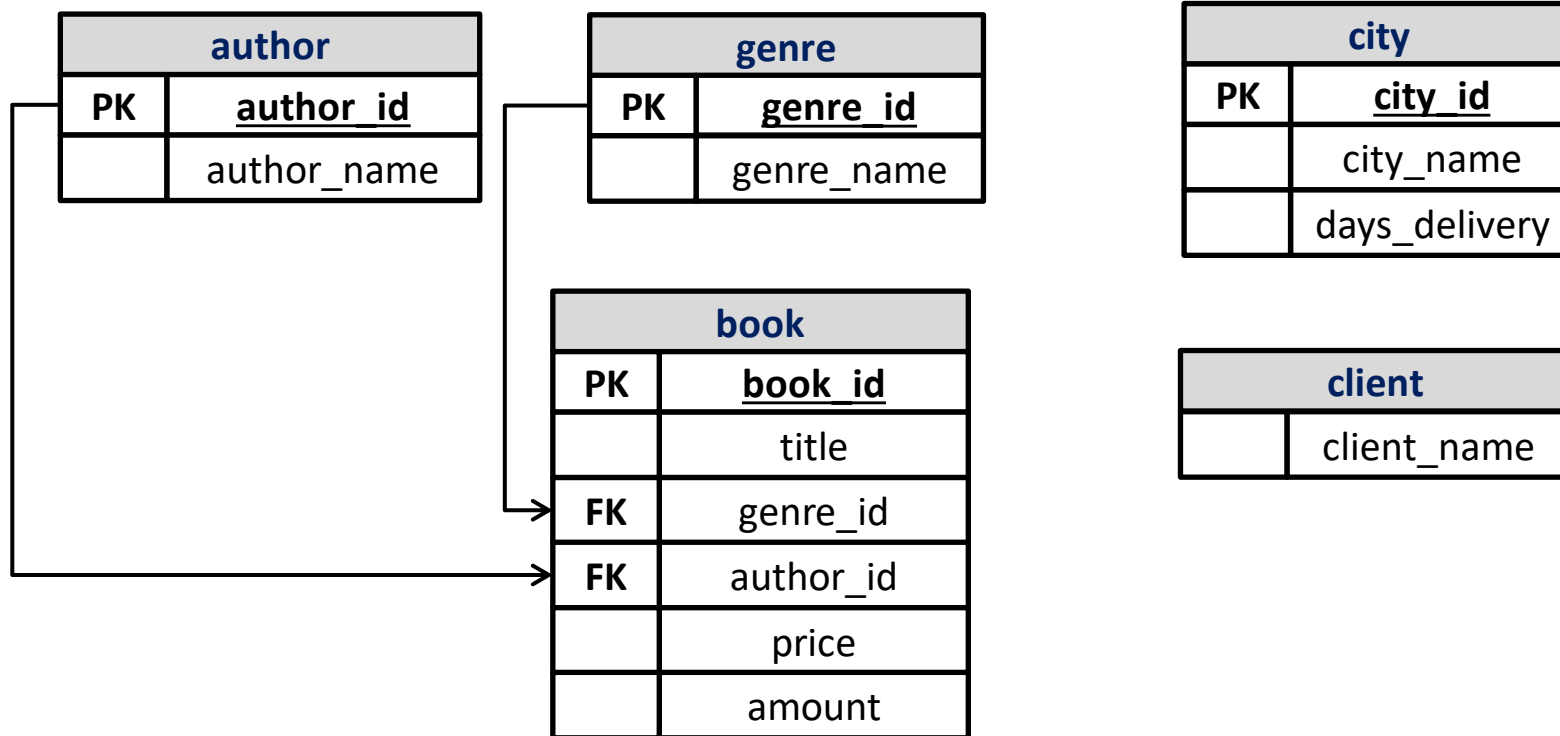 author
PK author_id
author_name
genre
PK genre_id
genre_name
book
PK book_id
title
FK genre_id
FK author_id
price
amount
city
PK city_id
city_name
days_delivery
client
client_name